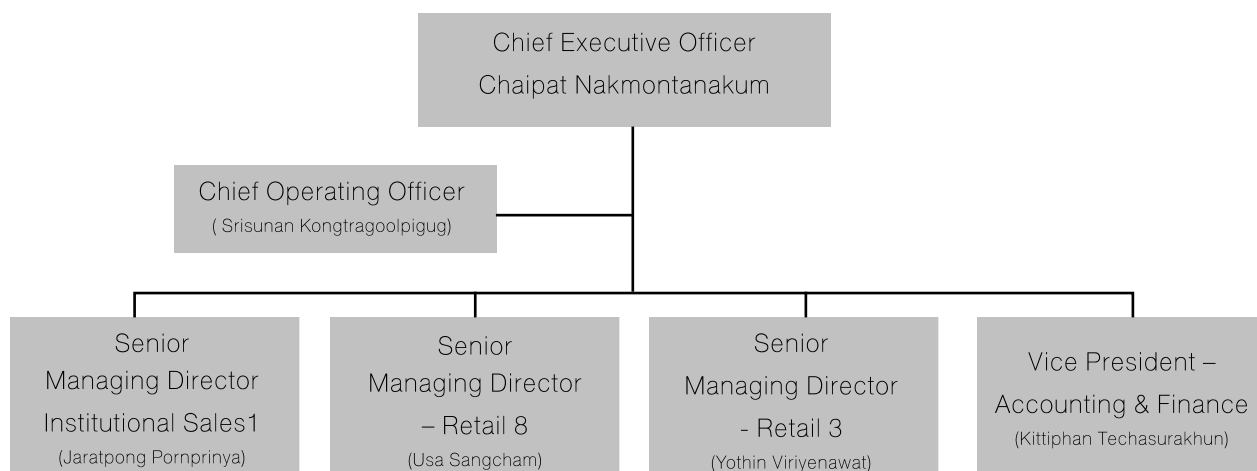 Chief Executive Officer
Chaipat Nakmontanakum
Chief Operating Officer
( Srisunan Kongtragoolpigug)
Senior
Managing Director
Institutional Sales1
(Jaratpong Pornprinya)
Senior
Managing Director
– Retail 8
(Usa Sangcham)
Senior
Managing Director
- Retail 3
(Yothin Viriyenawat)
Vice President –
Accounting & Finance
(Kittiphan Techasurakhun)